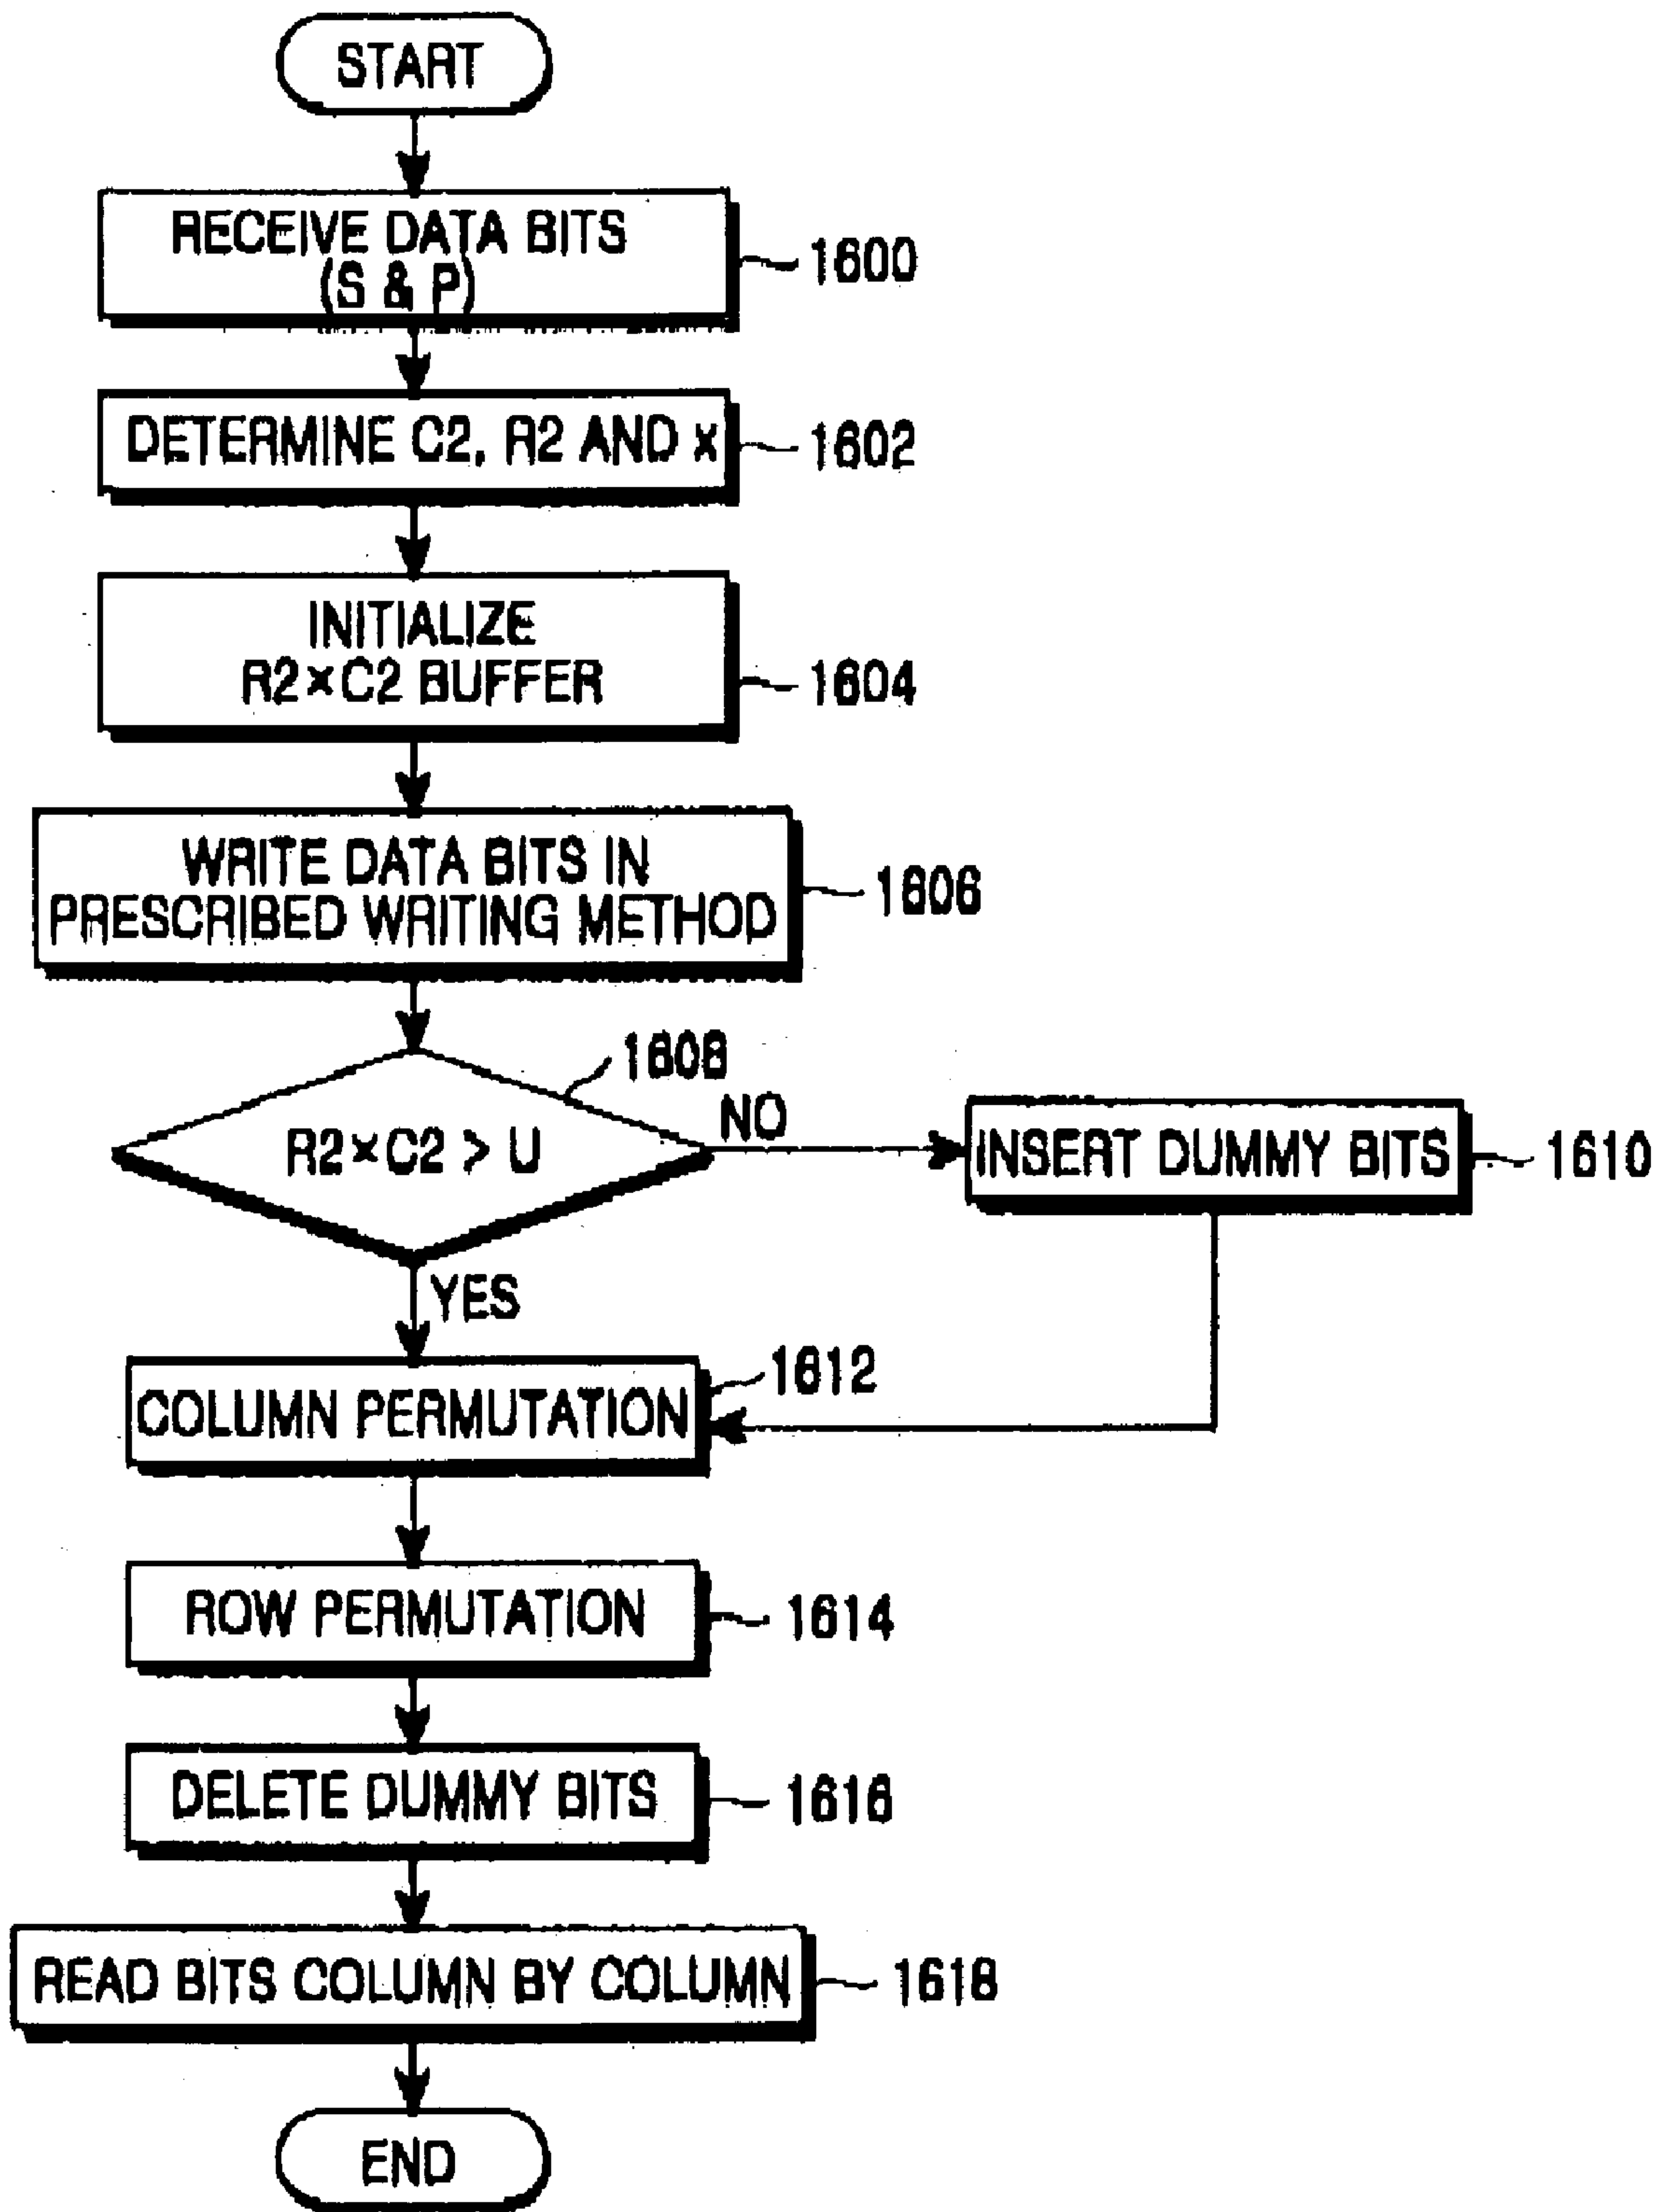 START
RECEIVE DATA BITS
(S & P)
1600
DETERMINE C2, R2 AND x
1602
INITIALIZE
R2×C2 BUFFER
1604
WRITE DATA BITS IN
PRESCRIBED WRITING METHOD
1606
1608
R2×C2 > U
NO
INSERT DUMMY BITS
1610
YES
COLUMN PERMUTATION
1612
ROW PERMUTATION
1614
DELETE DUMMY BITS
1616
READ BITS COLUMN BY COLUMN
1618
END